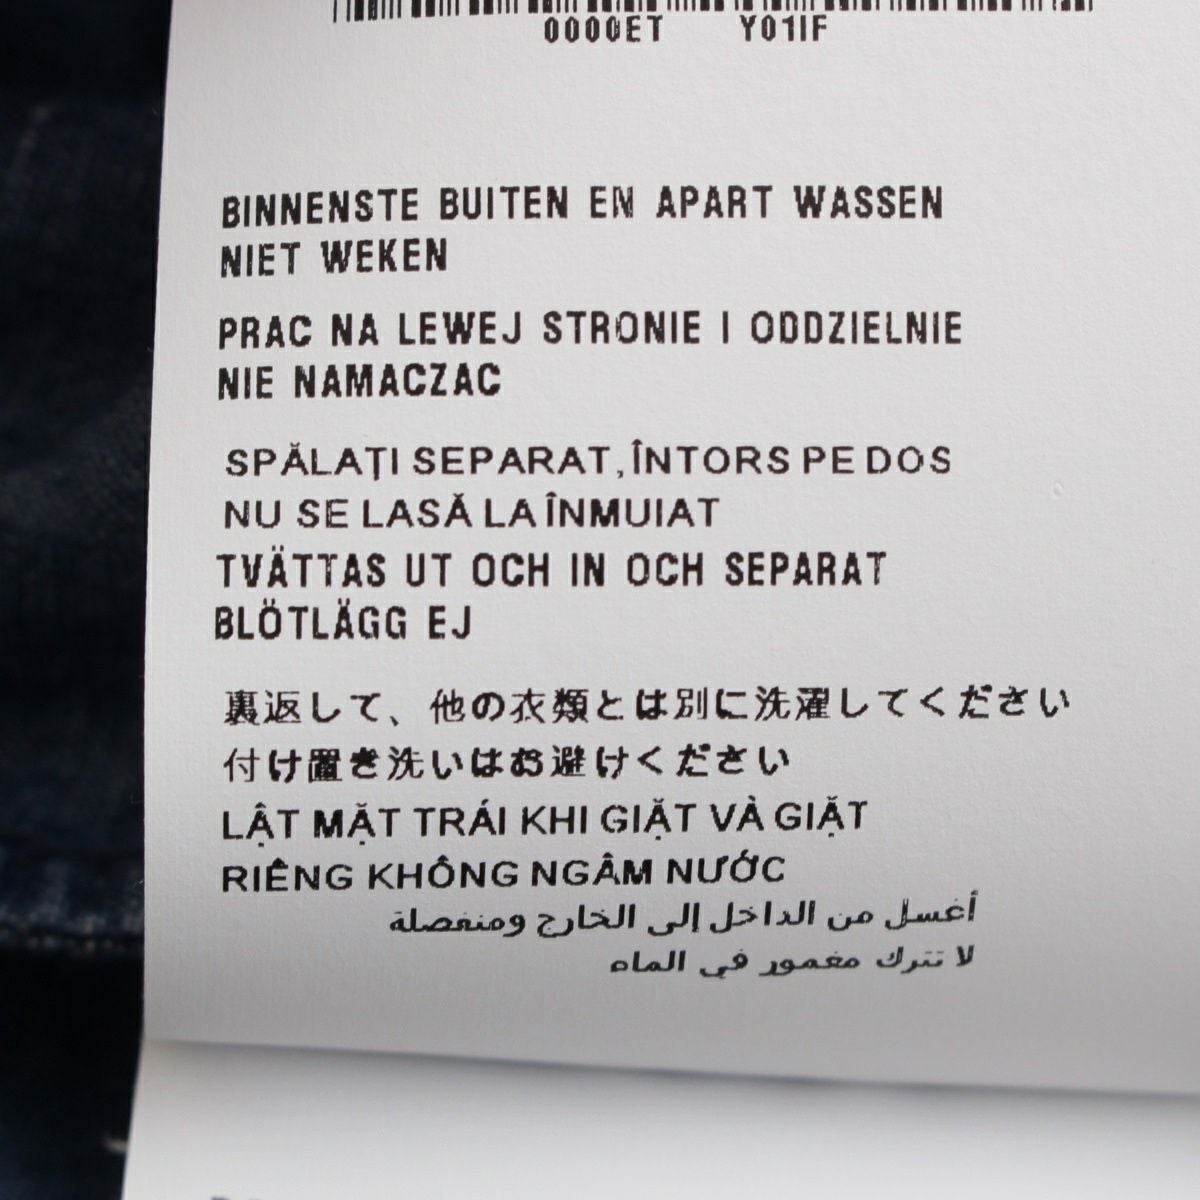 0000ET Y01IF
BINNENSTE BUITEN EN APART WASSEN
NIET WEKEN
PRAC NA LEWEJ STRONIE I ODDZIELNIE
NIE NAMACZAC
SPĂLAȚI SEPARAT, ÎNTORS PE DOS
NU SE LASĂ LA ÎNMUIAT
TVÄTTAS UT OCH IN OCH SEPARAT
BLÖTLÄGG EJ
裏返して、他の衣類とは別に洗濯してください
付け置き洗いはお避けください
LẬT MẶT TRÁI KHI GIẶT VÀ GIẶT
RIÊNG KHÔNG NGÂM NƯỚC
أغسل من الداخل إلى الخارج ومنفصلة
لا تترك مغمور في الماء